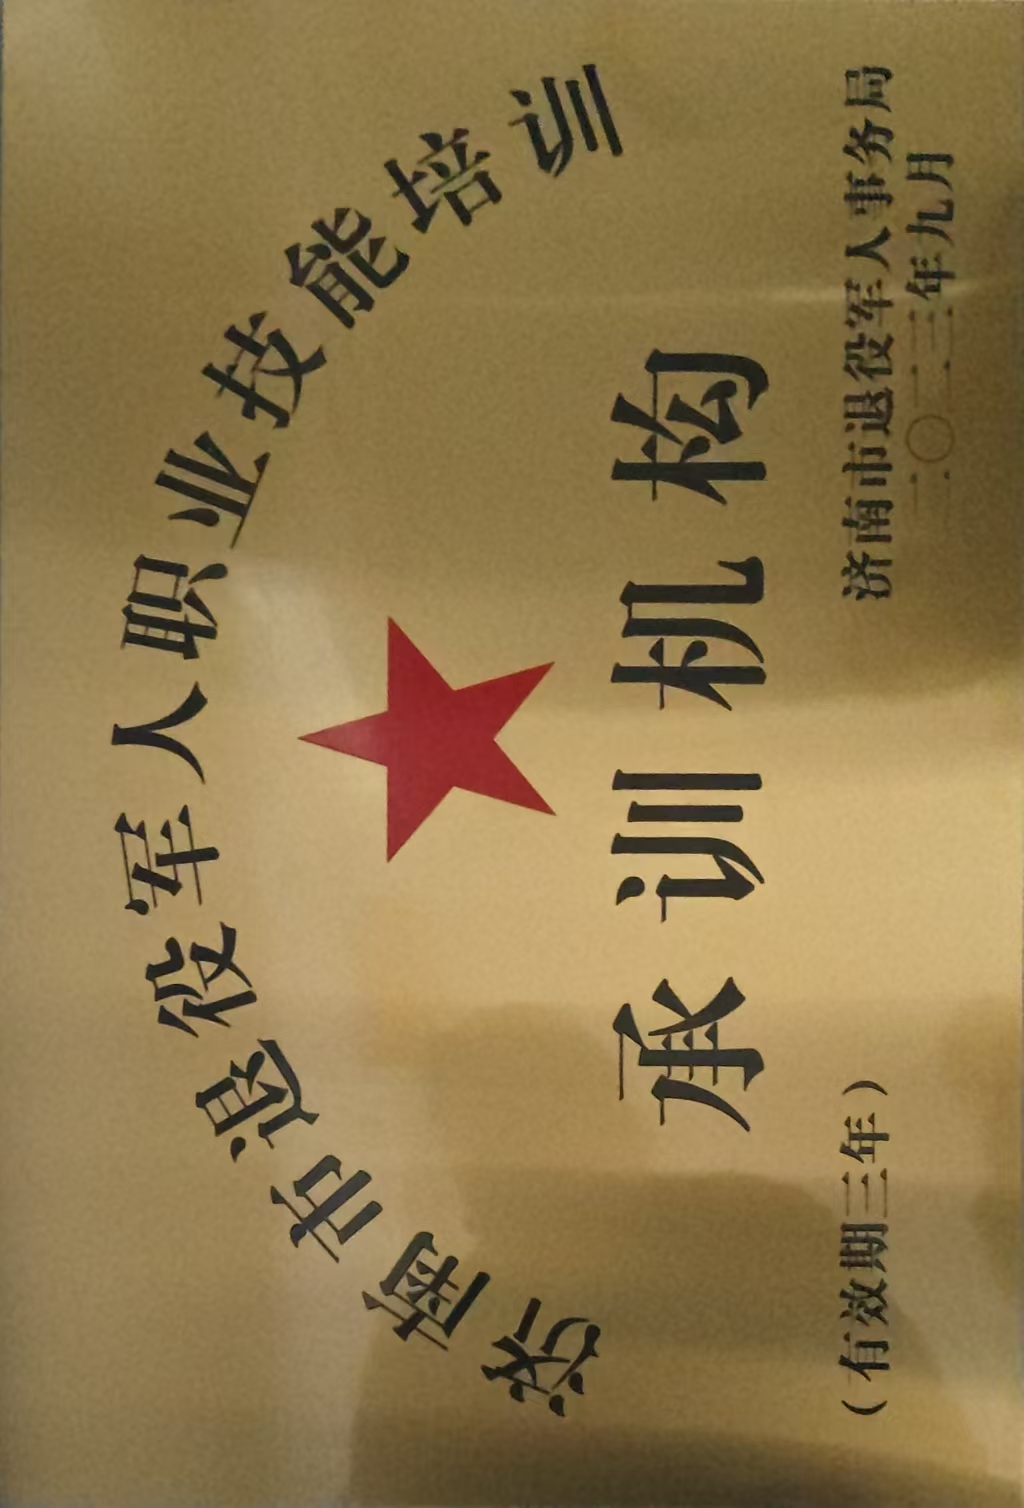 济南市退役军人职业技能培训
承训机构
（有效期三年）
济南市退役军人事务局
二〇二三年九月